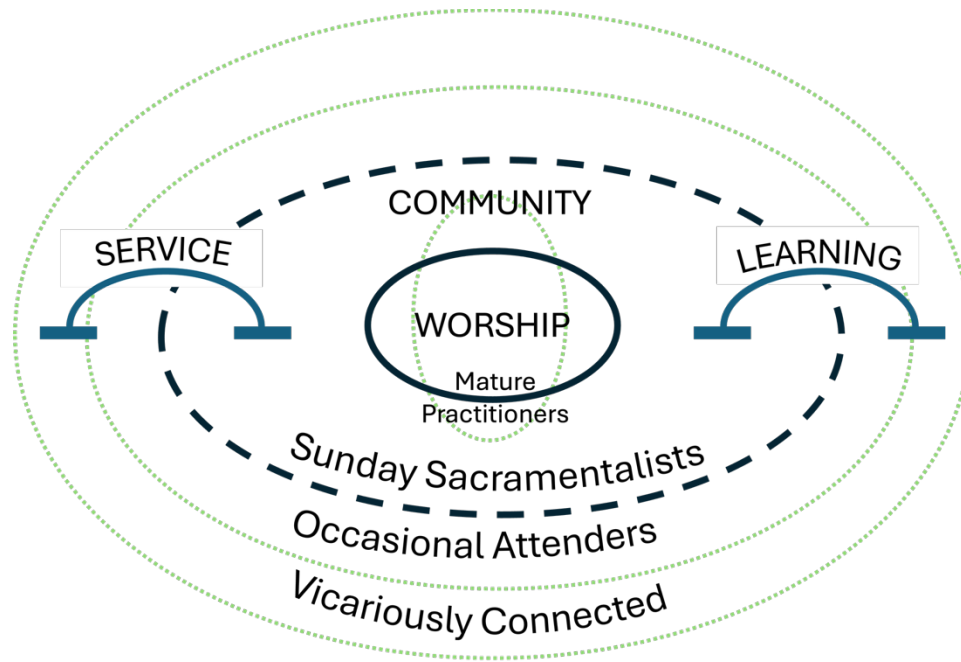 COMMUNITY
SERVICE
LEARNING
WORSHIP
Mature
Practitioners
Sunday Sacramentalists
Occasional Attenders
Vicariously Connected